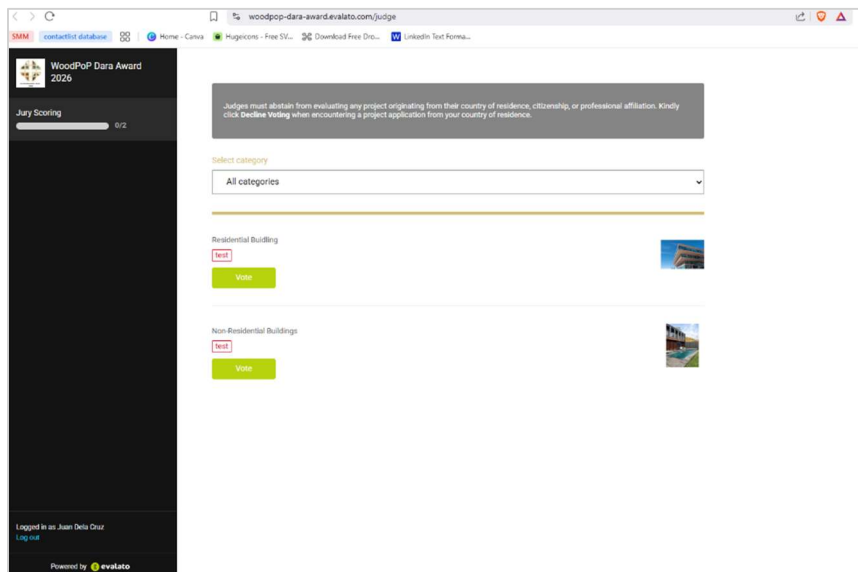 woodpop-dara-award.evalato.com/judge
SMM contactlist database Home - Canva Hugeicons - Free SV... Download Free Dro... LinkedIn Text Forma...
WoodPoP Dara Award
2026
Jury Scoring
0/2
Judges must abstain from evaluating any project originating from their country of residence, citizenship, or professional affiliation. Kindly
click Decline Voting when encountering a project application from your country of residence.
Select category
All categories
Residential Buidling
test
Vote
Non-Residential Buildings
test
Vote
Logged in as Juan Dela Cruz
Log out
Powered by evalato